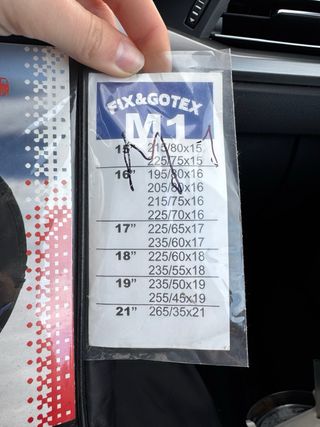 FIX&GOTEX
M1
M-1
15" 215/80x15
225/75x15
16" 195/80x16
205/80x16
215/75x16
225/70x16
17" 225/65x17
235/60x17
18" 225/60x18
235/55x18
19" 235/50x19
255/45x19
21" 265/35x21